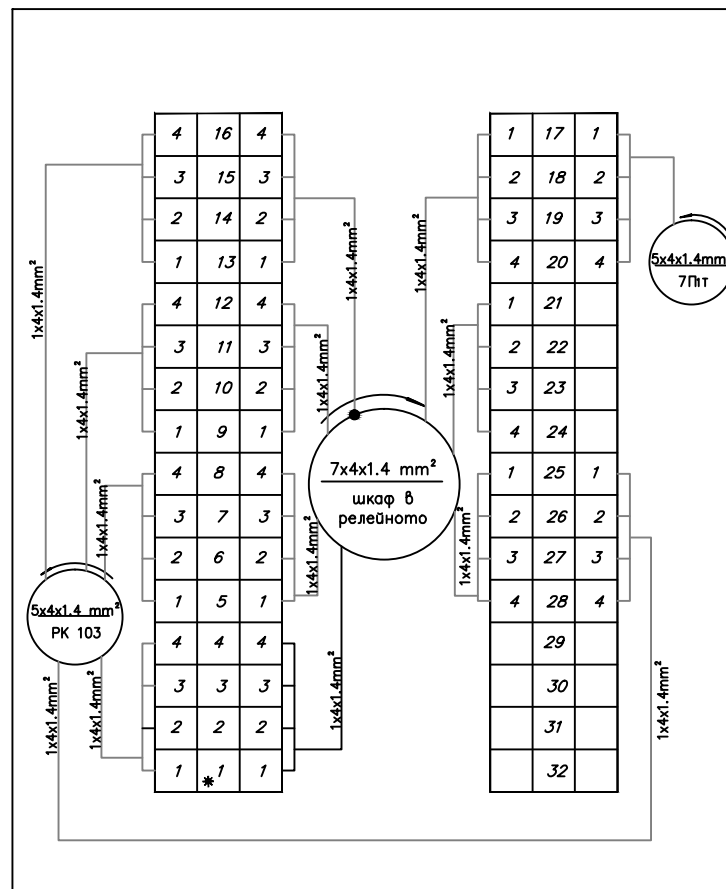 4 16 4
3 15 3
2 14 2
1 13 1
4 12 4
3 11 3
2 10 2
1 9 1
4 8 4
3 7 3
2 6 2
1 5 1
4 4 4
3 3 3
2 2 2
1 1 1
1x4x1.4mm²
1x4x1.4mm²
1x4x1.4mm²
1x4x1.4mm²
1x4x1.4mm²
5x4x1.4 mm²
РК 103
1x4x1.4mm²
1x4x1.4mm²
1x4x1.4mm²
1x4x1.4mm²
7x4x1.4 mm²
шкаф в
релейното
1x4x1.4mm²
1x4x1.4mm²
1x4x1.4mm²
1 17 1
2 18 2
3 19 3
4 20 4
1 21
2 22
3 23
4 24
1 25 1
2 26 2
3 27 3
4 28 4
29
30
31
32
5x4x1.4mm
1x4x1.4mm²